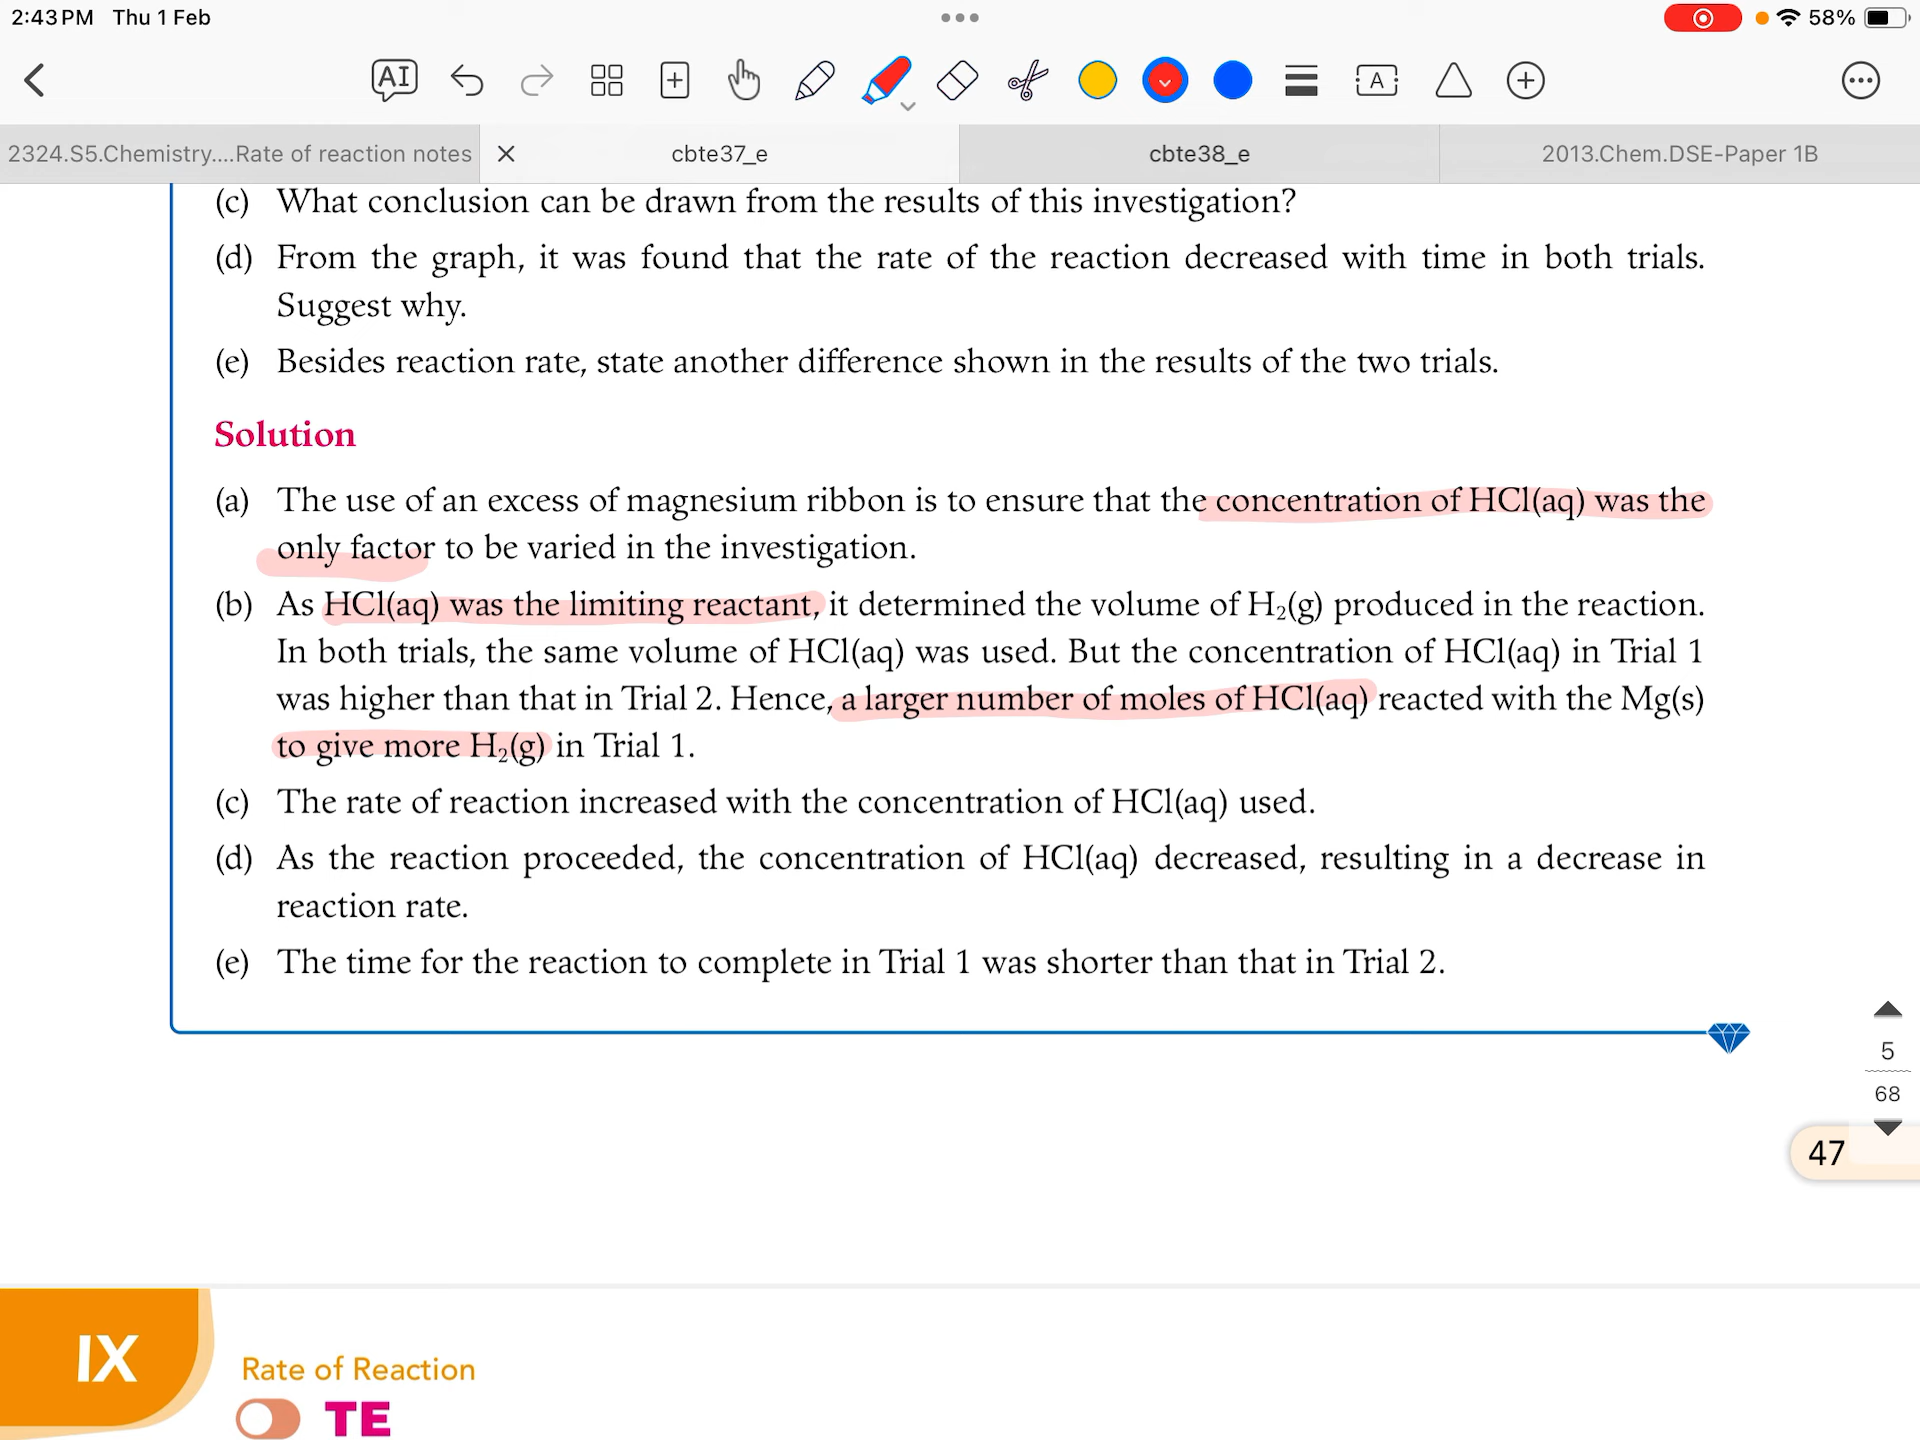 2:43 PM Thu 1 Feb
58%
AI
A
2324.S5.Chemistry....Rate of reaction notes
cbte37_e
cbte38_e
2013.Chem.DSE-Paper 1B
(c) What conclusion can be drawn from the results of this investigation?
(d) From the graph, it was found that the rate of the reaction decreased with time in both trials.
Suggest why.
(e) Besides reaction rate, state another difference shown in the results of the two trials.
Solution
(a) The use of an excess of magnesium ribbon is to ensure that the concentration of HCl(aq) was the
only factor to be varied in the investigation.
(b) As HCl(aq) was the limiting reactant, it determined the volume of H₂(g) produced in the reaction.
In both trials, the same volume of HCl(aq) was used. But the concentration of HCl(aq) in Trial 1
was higher than that in Trial 2. Hence, a larger number of moles of HCl(aq) reacted with the Mg(s)
to give more H₂(g) in Trial 1.
(c) The rate of reaction increased with the concentration of HCl(aq) used.
(d) As the reaction proceeded, the concentration of HCl(aq) decreased, resulting in a decrease in
reaction rate.
(e) The time for the reaction to complete in Trial 1 was shorter than that in Trial 2.
5
68
47
IX
Rate of Reaction
TE